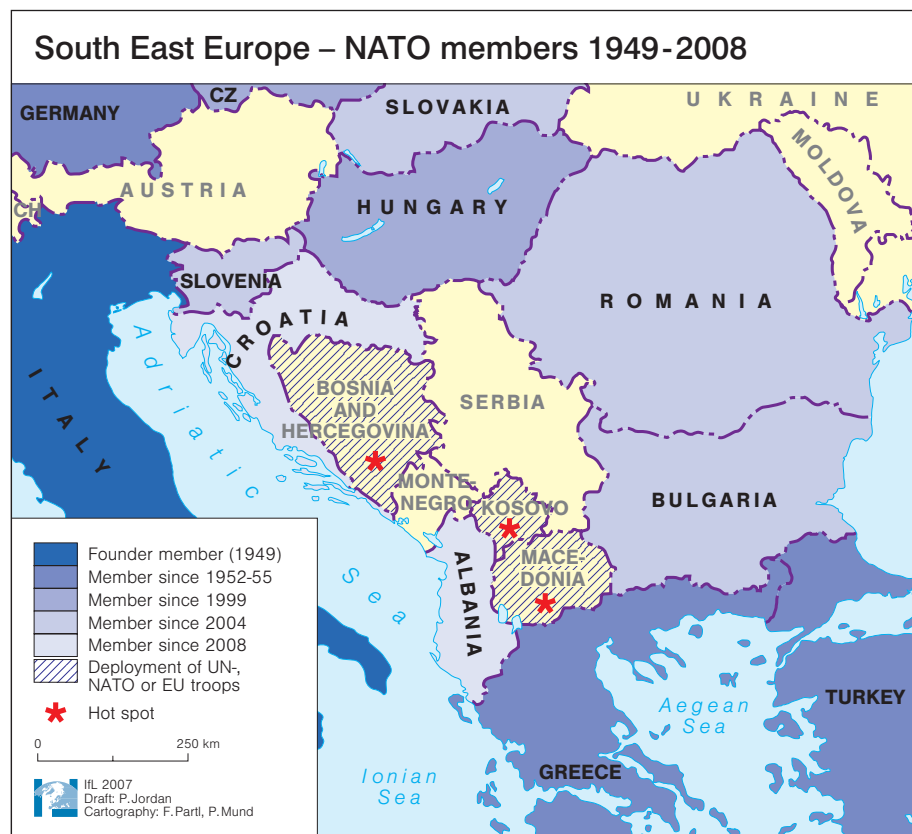 South East Europe – NATO members 1949-2008
GERMANY
CZ
SLOVAKIA
UKRAINE
MOLDOVA
AUSTRIA
CH
HUNGARY
SLOVENIA
ROMANIA
CROATIA
Adriatic Sea
ITALY
BOSNIA
AND
HERCEGOVINA
SERBIA
MONTE-
NEGRO
KOSOVO
BULGARIA
MACE-
DONIA
ALBANIA
Founder member (1949)
Member since 1952-55
Member since 1999
Member since 2004
Member since 2008
Deployment of UN-,
NATO or EU troops
Hot spot
0 250 km
IfL 2007
Draft: P.Jordan
Cartography: F.Partl, P.Mund
Aegean
Sea
TURKEY
GREECE
Ionian
Sea